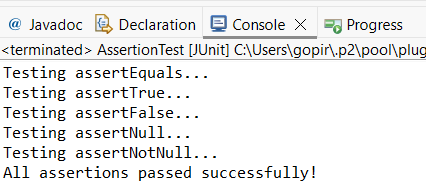 @ Javadoc Declaration Console Progress
<terminated> AssertionTest [JUnit] C:\Users\gopir\.p2\pool\plug
Testing assertEquals...
Testing assertTrue...
Testing assertFalse...
Testing assertNull...
Testing assertNotNull...
All assertions passed successfully!